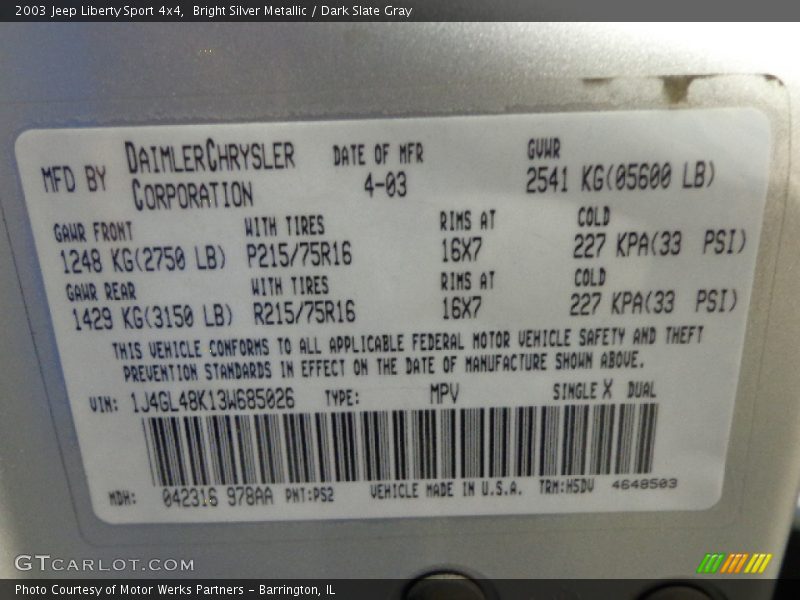 2003 Jeep Liberty Sport 4x4, Bright Silver Metallic / Dark Slate Gray
MFD BY DAIMLERCHRYSLER CORPORATION DATE OF MFR 4-03 GVWR 2541 KG(05600 LB)
GAWR FRONT WITH TIRES RIMS AT COLD
1248 KG(2750 LB) P215/75R16 16X7 227 KPA(33 PSI)
GAWR REAR WITH TIRES RIMS AT COLD
1429 KG(3150 LB) R215/75R16 16X7 227 KPA(33 PSI)
THIS VEHICLE CONFORMS TO ALL APPLICABLE FEDERAL MOTOR VEHICLE SAFETY AND THEFT
PREVENTION STANDARDS IN EFFECT ON THE DATE OF MANUFACTURE SHOWN ABOVE.
VIN: 1J4GL48K13W685026 TYPE: MPV SINGLE X DUAL
MDH: 042316 978AA PNT:PS2 VEHICLE MADE IN U.S.A. TRM:H5DV 4648503
GTCARLOT.COM
Photo Courtesy of Motor Werks Partners - Barrington, IL